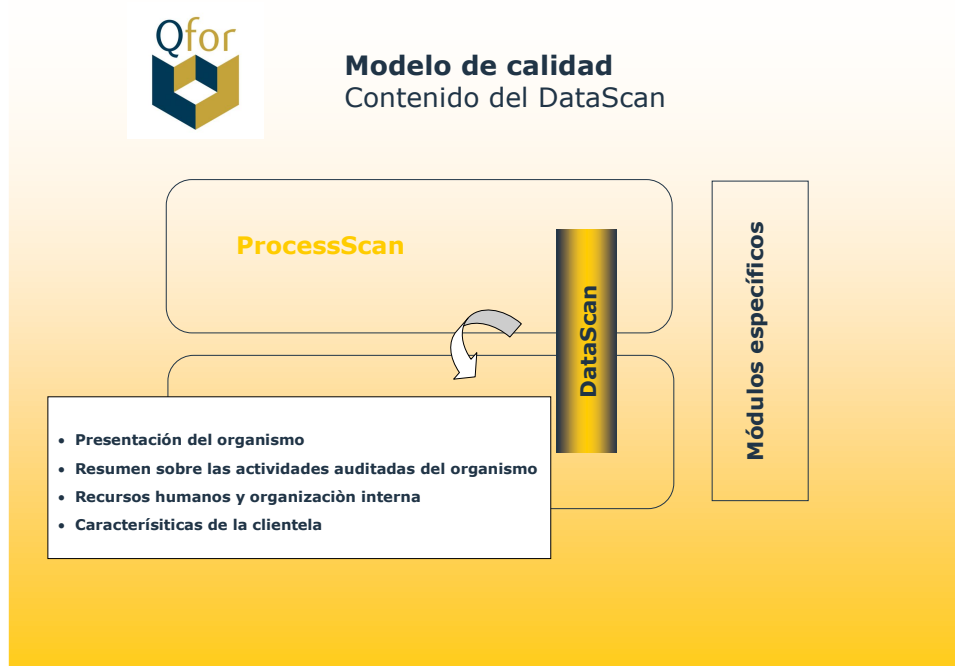 Qfor
Modelo de calidad
Contenido del DataScan
ProcessScan
DataScan
Módulos específicos
• Presentación del organismo
• Resumen sobre las actividades auditadas del organismo
• Recursos humanos y organizaciòn interna
• Caracterísiticas de la clientela